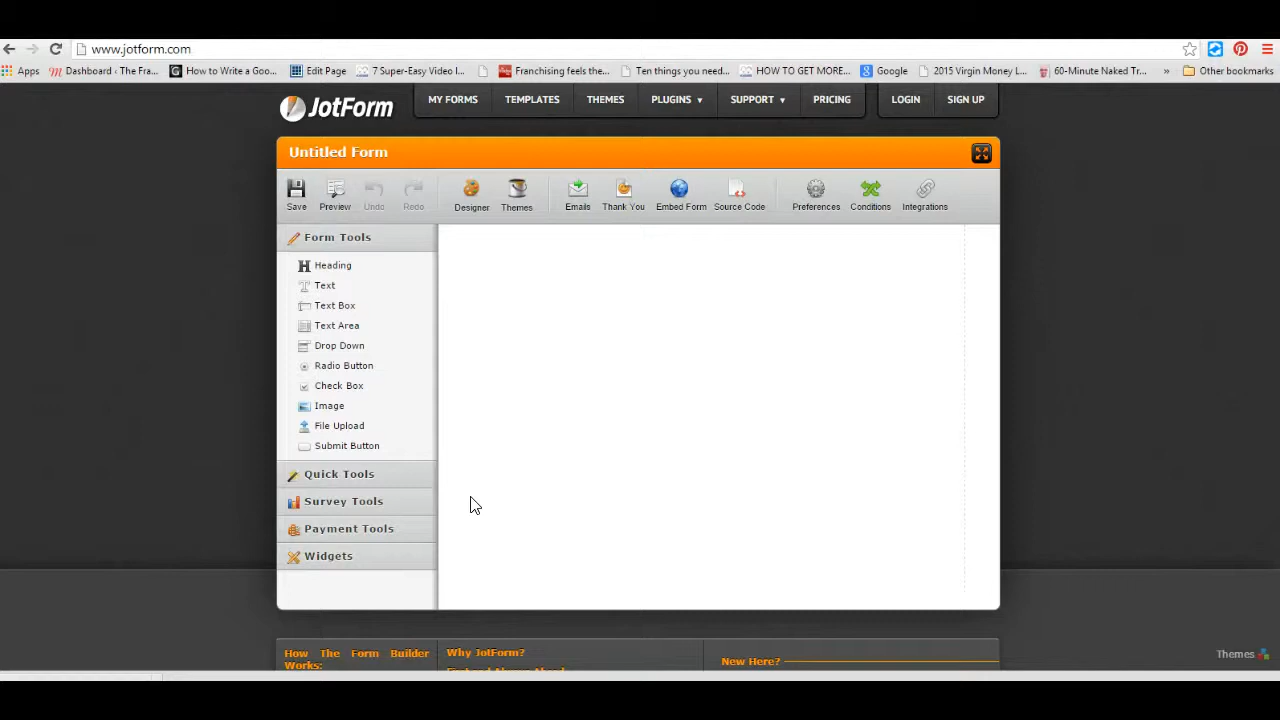 www.jotform.com
Apps Dashboard ‹ The Fra... How to Write a Goo... Edit Page 7 Super-Easy Video I... Franchising feels the... Ten things you need... HOW TO GET MORE... Google 2015 Virgin Money L... 60-Minute Naked Tr... » Other bookmarks
JotForm MY FORMS TEMPLATES THEMES PLUGINS ▼ SUPPORT ▼ PRICING LOGIN SIGN UP
Untitled Form
Save Preview Undo Redo Designer Themes Emails Thank You Embed Form Source Code Preferences Conditions Integrations
Form Tools
Heading
Text
Text Box
Text Area
Drop Down
Radio Button
Check Box
Image
File Upload
Submit Button
Quick Tools
Survey Tools
Payment Tools
Widgets
How The Form Builder Works:
Why JotForm?
New Here?
Themes